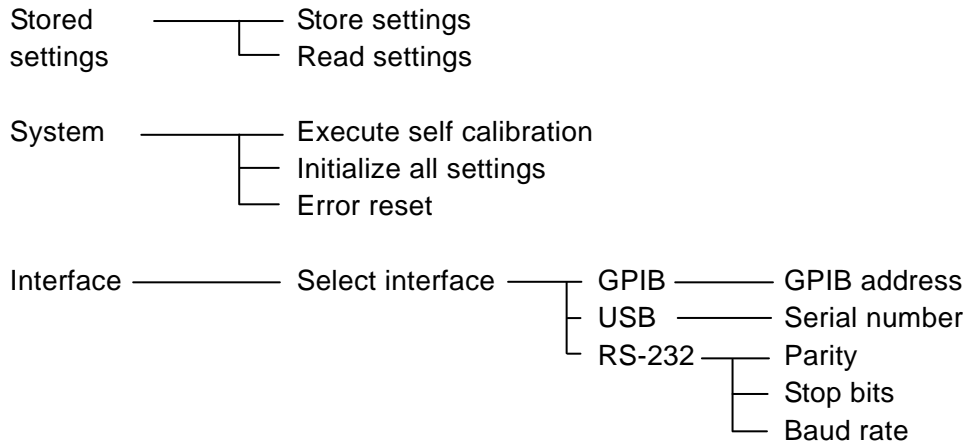 Stored Store settings
settings Read settings
System Execute self calibration
Initialize all settings
Error reset
Interface Select interface GPIB GPIB address
USB Serial number
RS-232 Parity
Stop bits
Baud rate